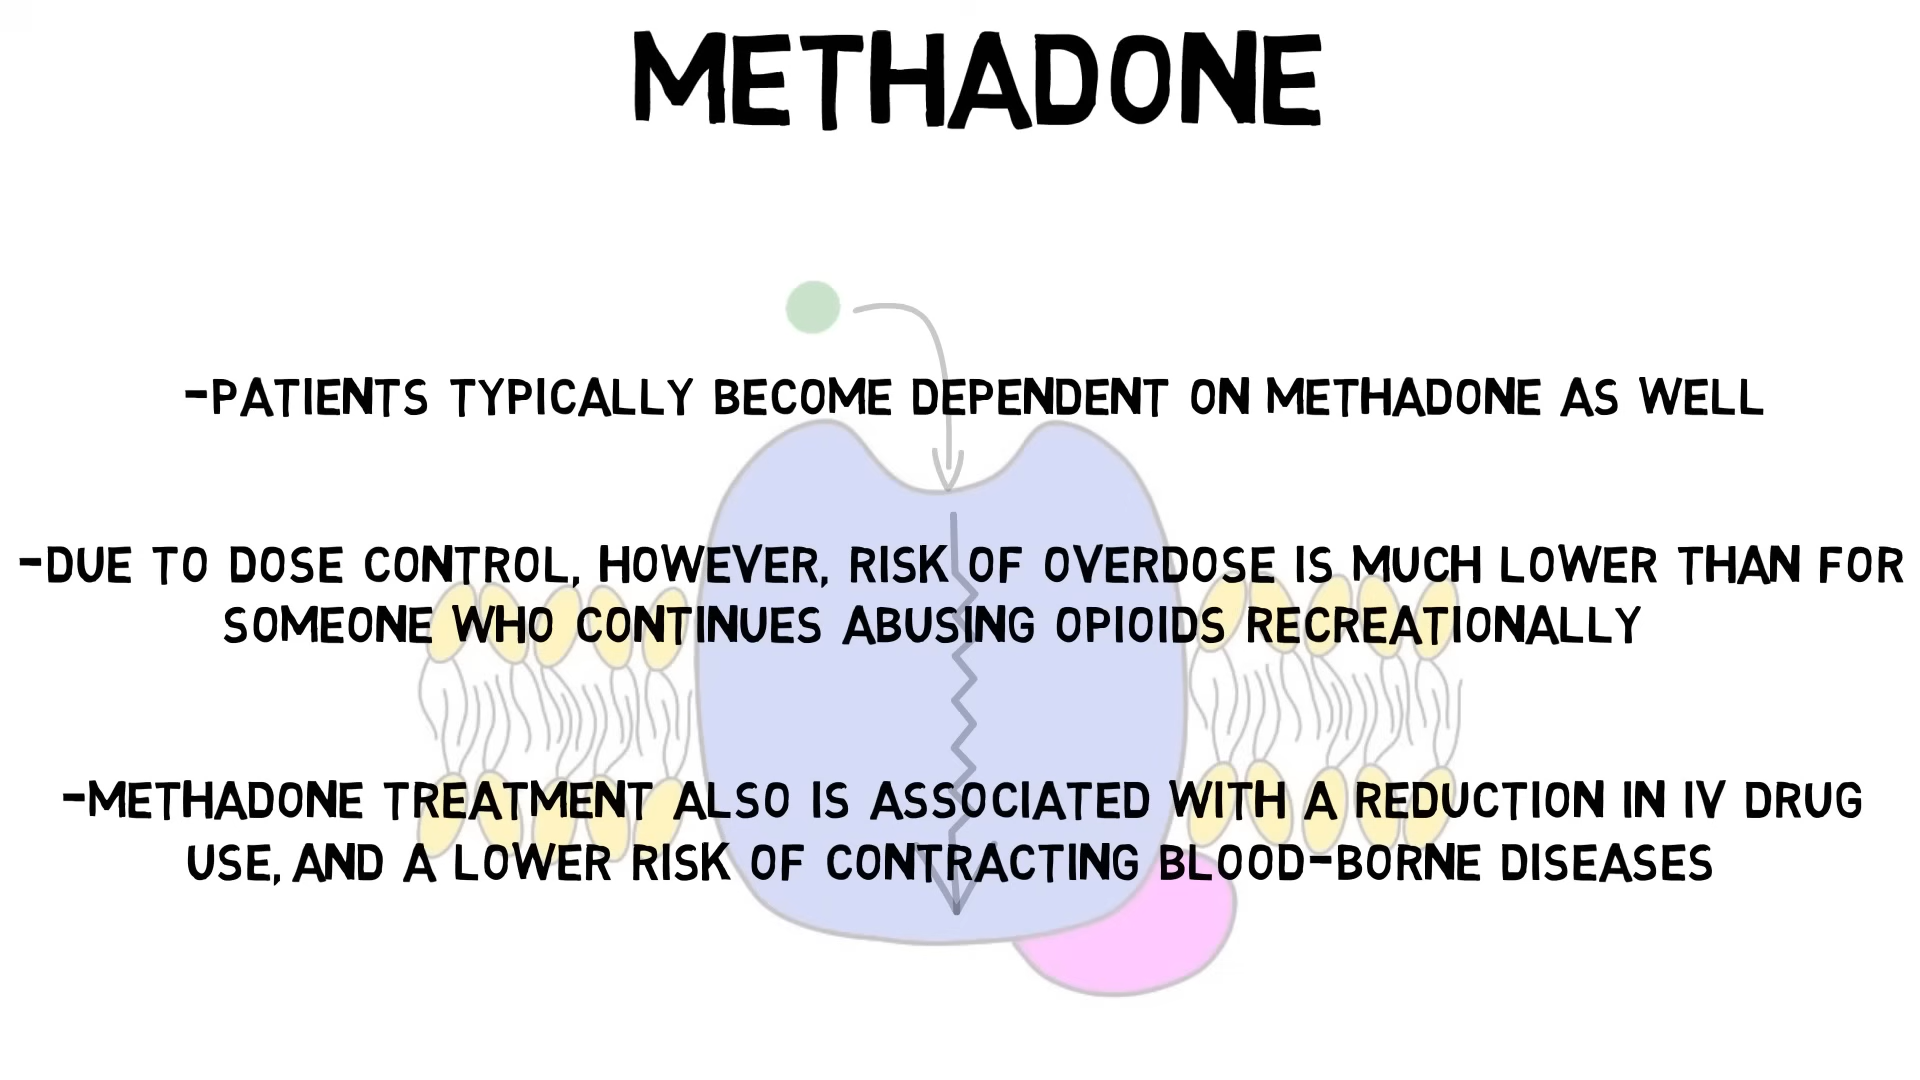 METHADONE
-PATIENTS TYPICALLY BECOME DEPENDENT ON METHADONE AS WELL
-DUE TO DOSE CONTROL, HOWEVER, RISK OF OVERDOSE IS MUCH LOWER THAN FOR
SOMEONE WHO CONTINUES ABUSING OPIOIDS RECREATIONALLY
-METHADONE TREATMENT ALSO IS ASSOCIATED WITH A REDUCTION IN IV DRUG
USE, AND A LOWER RISK OF CONTRACTING BLOOD-BORNE DISEASES